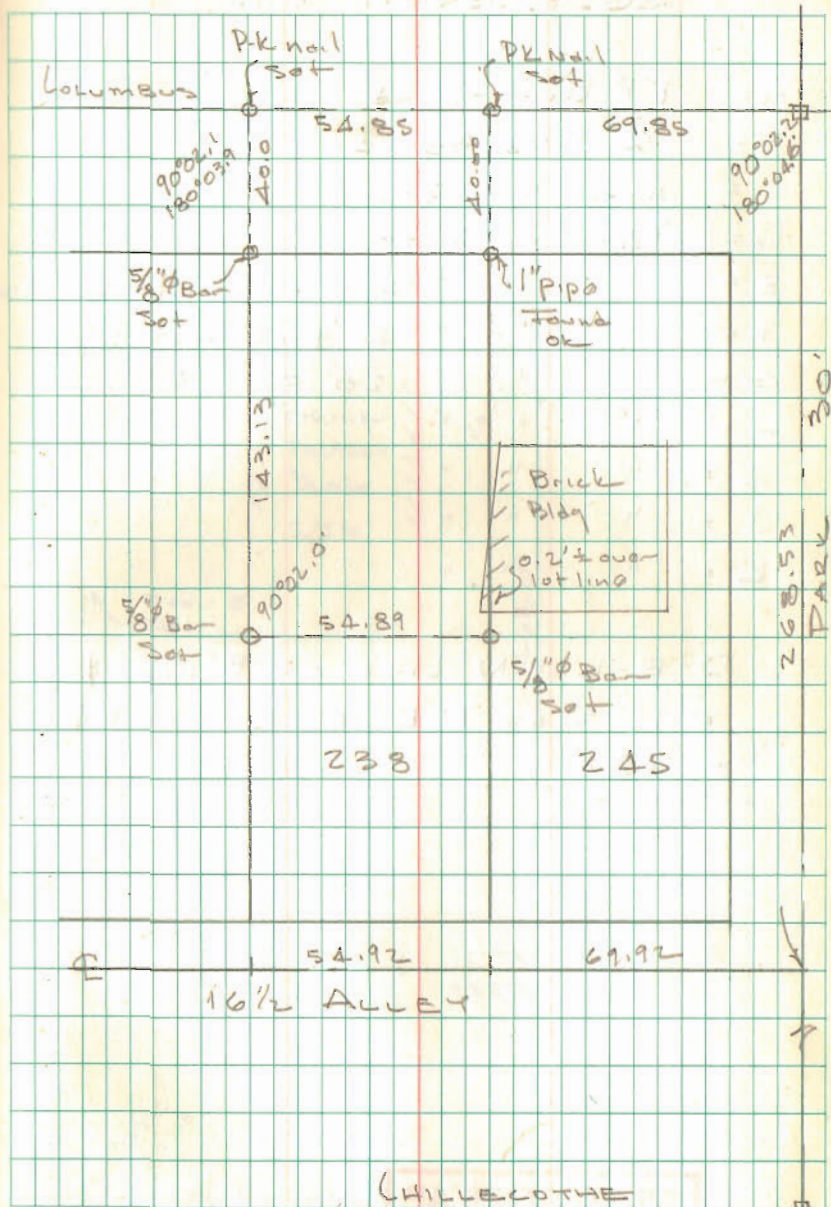 P-K nail
set
PK Nail
set
Columbus
54.85
69.85
90°02.1
180°03.9
40.0
40.00
90°02.2
180°04.6
5/8"φ Bar
Set
1" pipe
Found
OK
143.13
Brick
Bldg
0.2'± over
lot line
30'
PARK
268.53
90°02.0'
5/8"φ Bar
Set
54.89
5/8"φ Bar
Set
238
245
℄
54.92
69.92
16 1/2 ALLEY
CHILLECOTHE